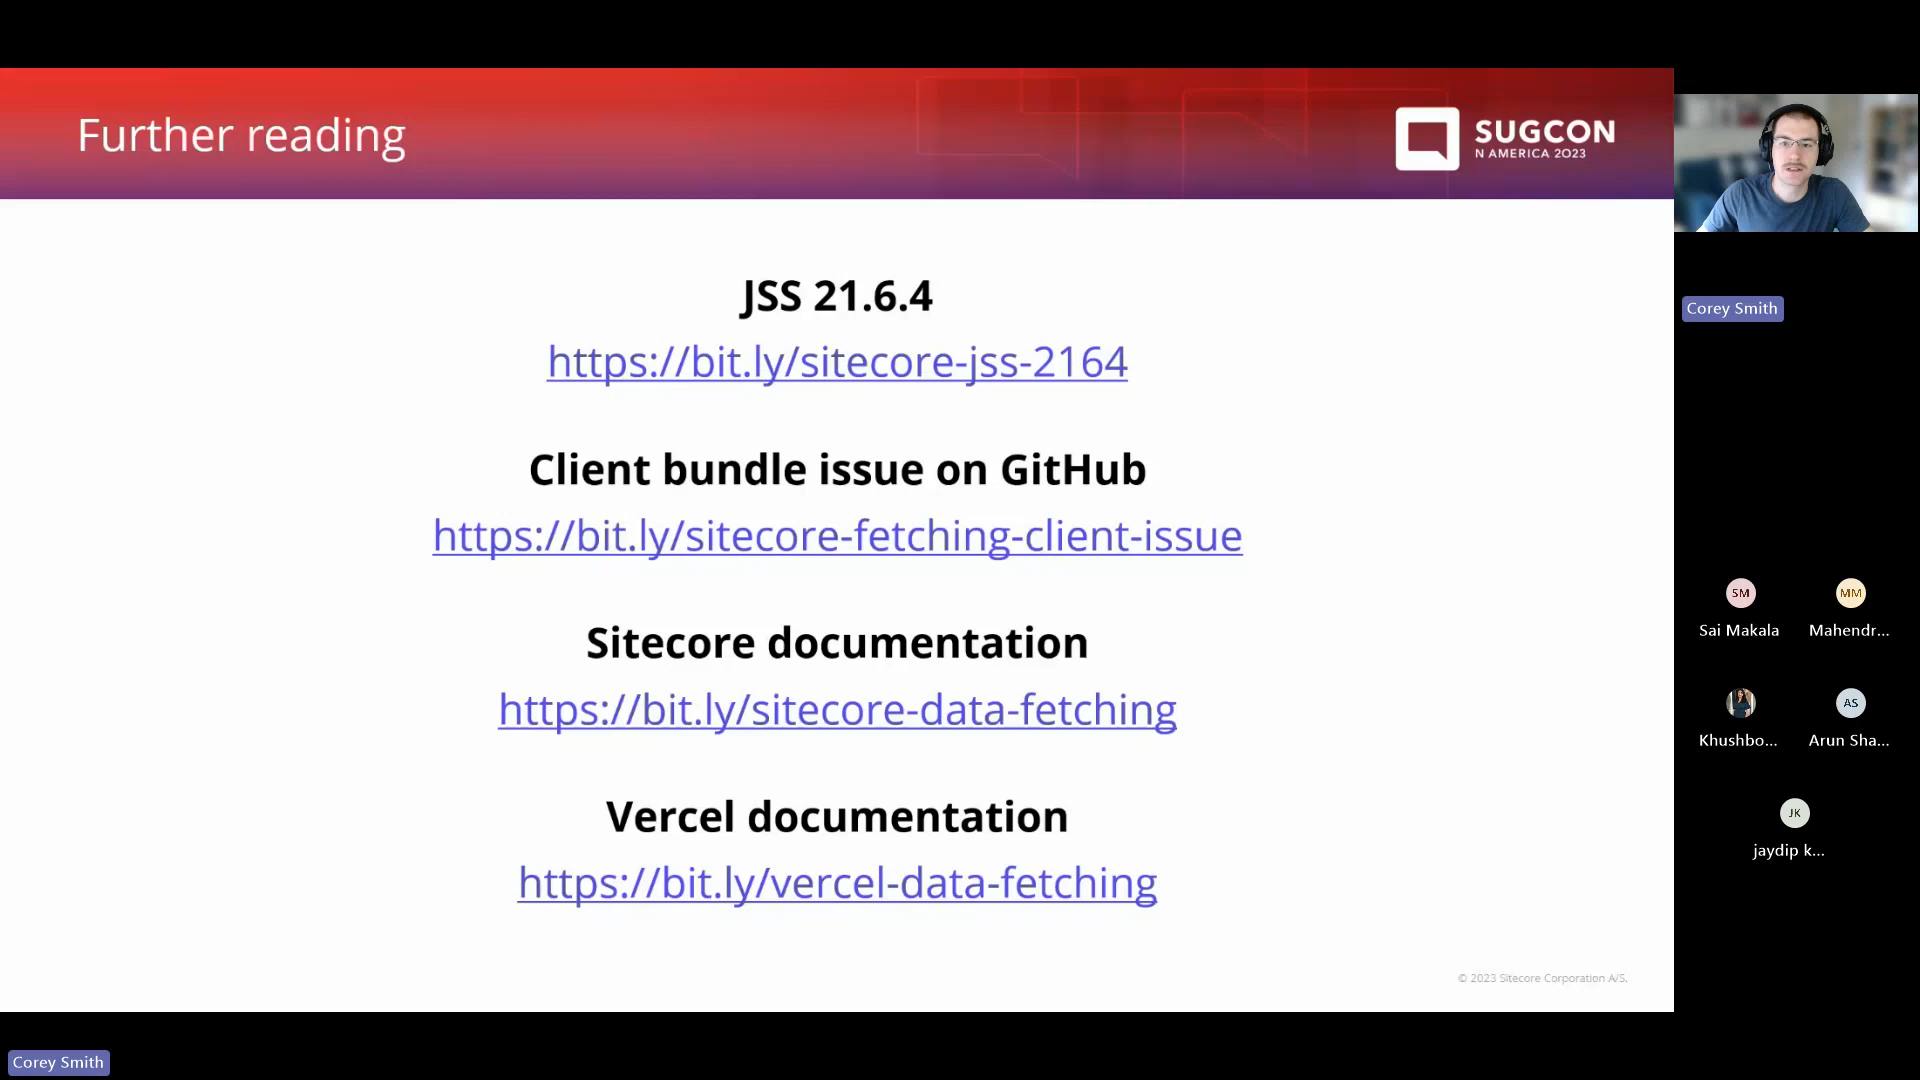 Further reading
SUGCON
N AMERICA 2023
JSS 21.6.4
https://bit.ly/sitecore-jss-2164
Client bundle issue on GitHub
https://bit.ly/sitecore-fetching-client-issue
Sitecore documentation
https://bit.ly/sitecore-data-fetching
Vercel documentation
https://bit.ly/vercel-data-fetching
© 2023 Sitecore Corporation A/S.
Corey Smith
Corey Smith
SM
MM
Sai Makala
Mahendr...
AS
Khushbo...
Arun Sha...
JK
jaydip k...